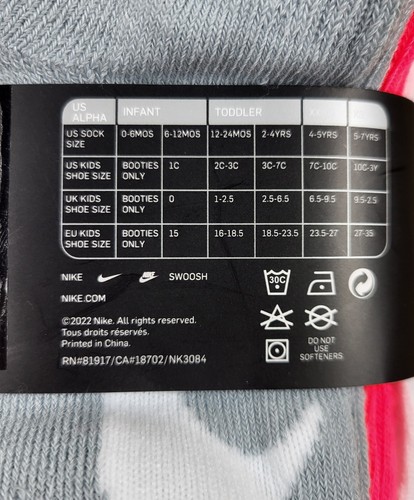 US ALPHA INFANT TODDLER
US SOCK SIZE 0-6MOS 6-12MOS 12-24MOS 2-4YRS 4-5YRS 5-7YRS
US KIDS SHOE SIZE BOOTIES ONLY 1C 2C-3C 3C-7C 7C-10C 10C-3Y
UK KIDS SHOE SIZE BOOTIES ONLY 0 1-2.5 2.5-6.5 6.5-9.5 9.5-2.5
EU KIDS SHOE SIZE BOOTIES ONLY 15 16-18.5 18.5-23.5 23.5-27 27-35
NIKE SWOOSH
NIKE.COM
30C
©2022 Nike. All rights reserved.
Tous droits réservés.
Printed in China.
RN#81917/CA#18702/NK3084
DO NOT
USE
SOFTENERS